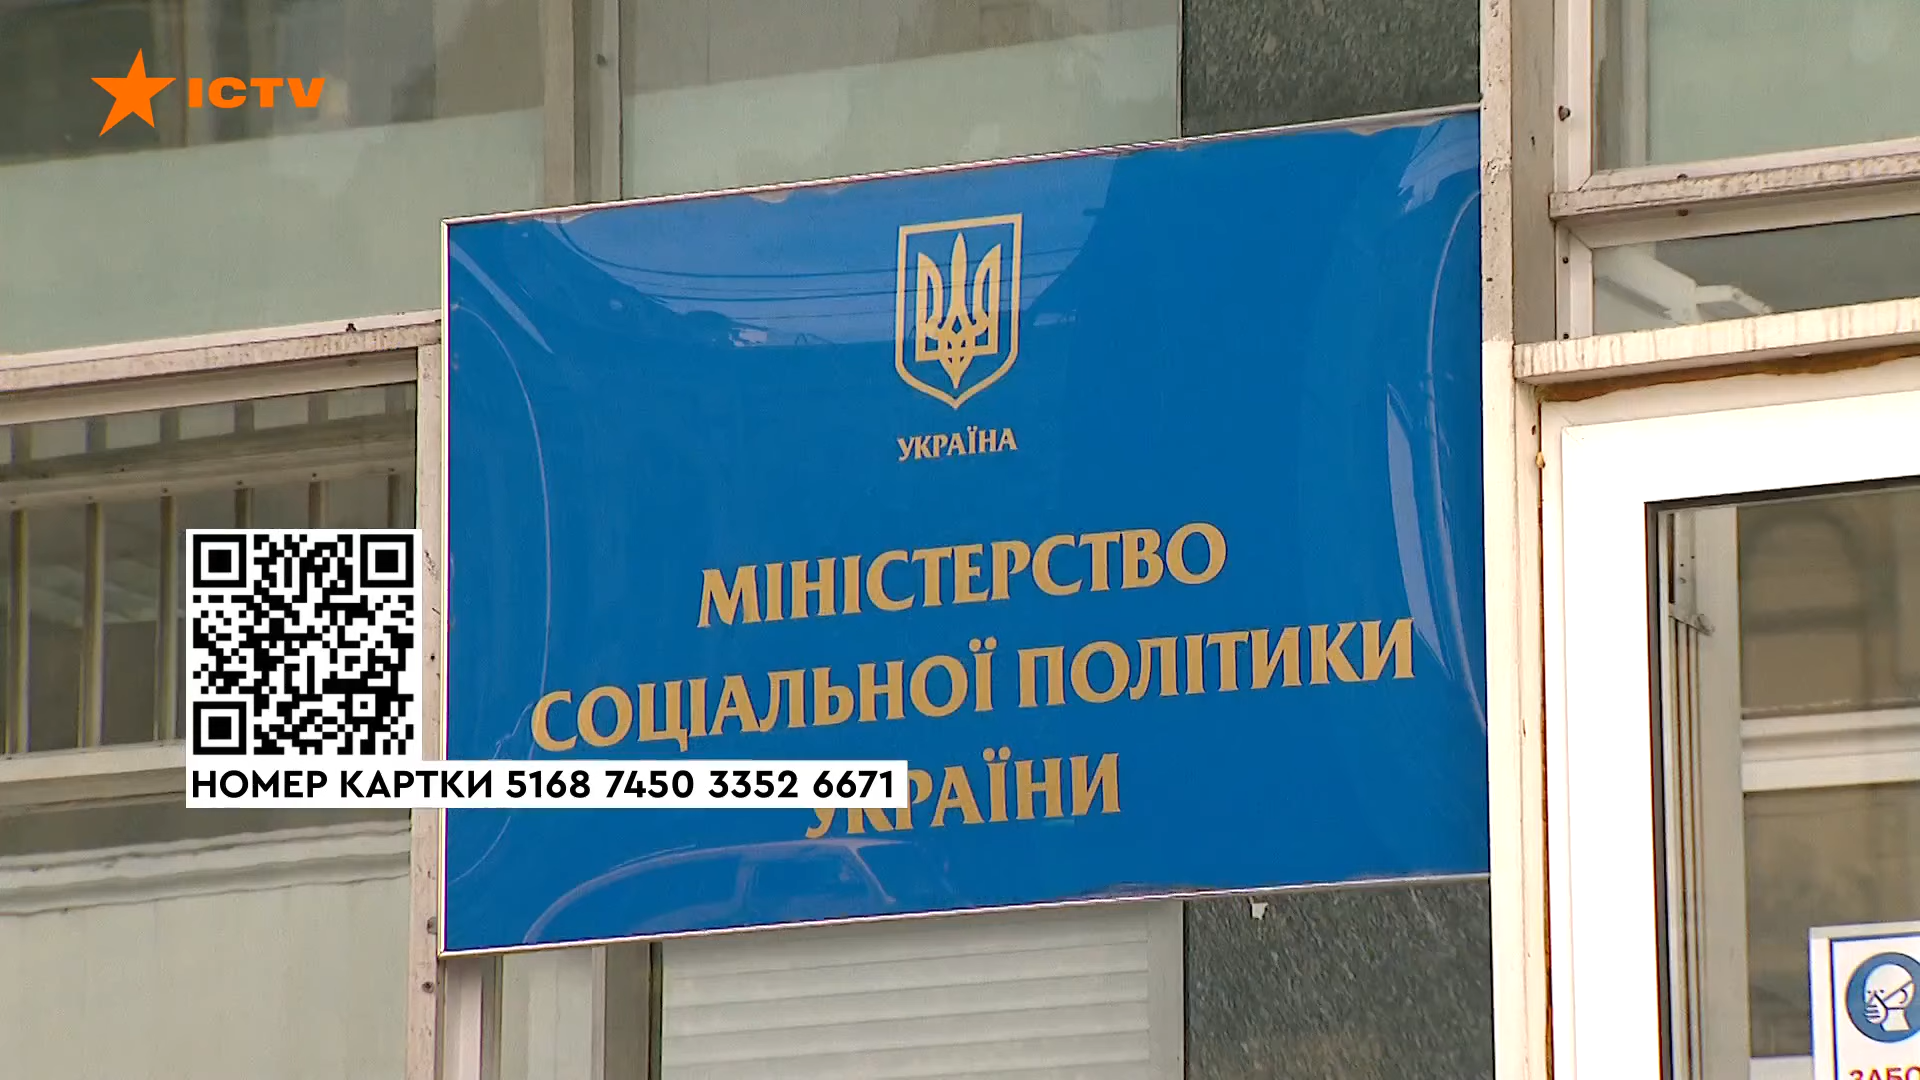 ICTV
УКРАЇНА
МІНІСТЕРСТВО
СОЦІАЛЬНОЇ ПОЛІТИКИ
УКРАЇНИ
НОМЕР КАРТКИ 5168 7450 3352 6671